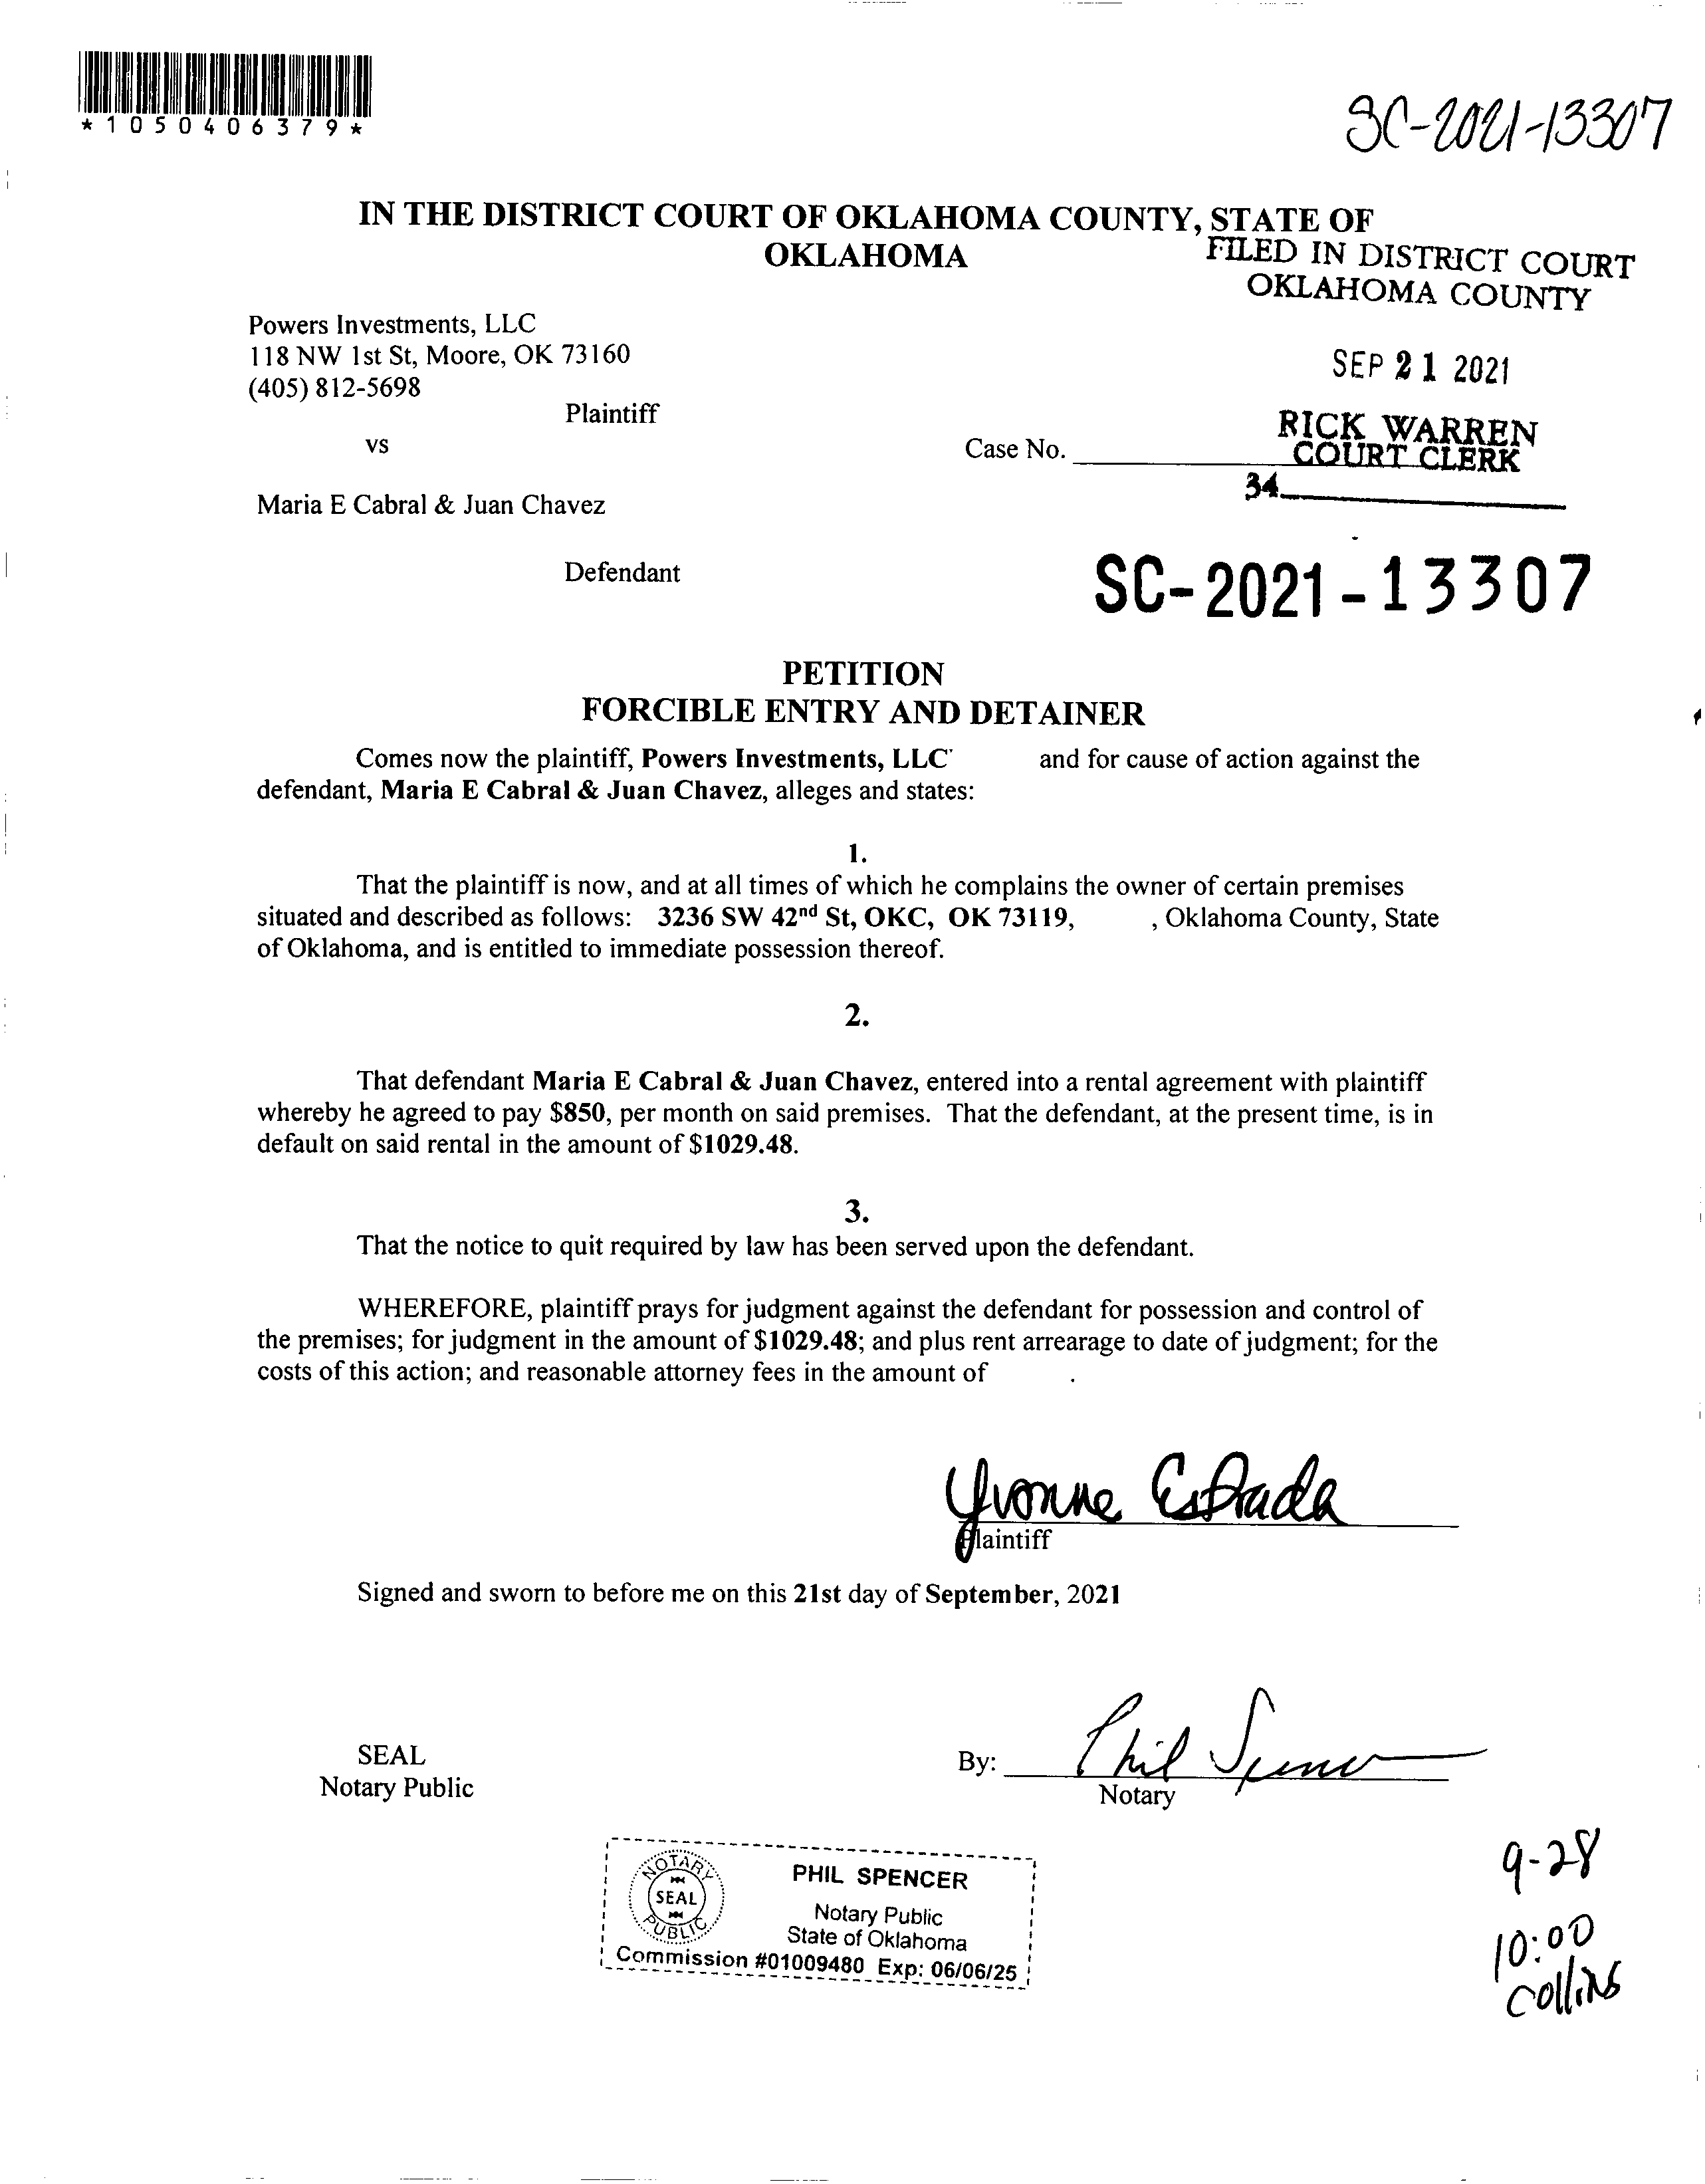 *1050406379*
SC-2021-13307
IN THE DISTRICT COURT OF OKLAHOMA COUNTY, STATE OF
OKLAHOMA
FILED IN DISTRICT COURT
OKLAHOMA COUNTY
Powers Investments, LLC
118 NW 1st St, Moore, OK 73160
(405) 812-5698
SEP 21 2021
Plaintiff
RICK WARREN
COURT CLERK
vs
Case No.
34
Maria E Cabral & Juan Chavez
Defendant
SC-2021-13307
PETITION
FORCIBLE ENTRY AND DETAINER
Comes now the plaintiff, Powers Investments, LLC and for cause of action against the
defendant, Maria E Cabral & Juan Chavez, alleges and states:
1.
That the plaintiff is now, and at all times of which he complains the owner of certain premises
situated and described as follows: 3236 SW 42nd St, OKC, OK 73119, , Oklahoma County, State
of Oklahoma, and is entitled to immediate possession thereof.
2.
That defendant Maria E Cabral & Juan Chavez, entered into a rental agreement with plaintiff
whereby he agreed to pay $850, per month on said premises. That the defendant, at the present time, is in
default on said rental in the amount of $1029.48.
3.
That the notice to quit required by law has been served upon the defendant.
WHEREFORE, plaintiff prays for judgment against the defendant for possession and control of
the premises; for judgment in the amount of $1029.48; and plus rent arrearage to date of judgment; for the
costs of this action; and reasonable attorney fees in the amount of .
Yvonne Estrada
Plaintiff
Signed and sworn to before me on this 21st day of September, 2021
SEAL
Notary Public
By: Phil Spencer
Notary
NOTARY
SEAL
PUBLIC
PHIL SPENCER
Notary Public
State of Oklahoma
Commission #01009480 Exp: 06/06/25
9-28
10:00
Collins